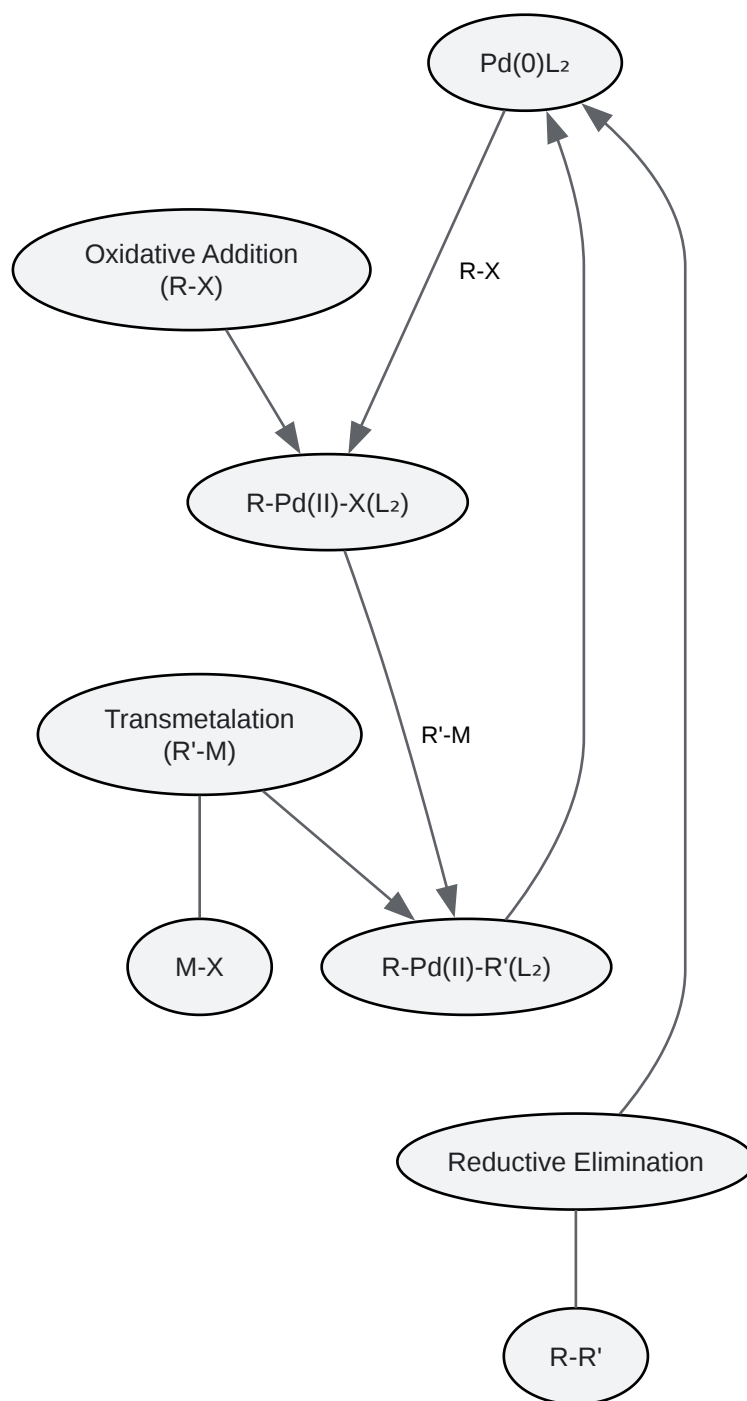 Pd(0)L₂
Oxidative Addition
(R-X)
R-X
R-Pd(II)-X(L₂)
Transmetalation
(R'-M)
R'-M
M-X
R-Pd(II)-R'(L₂)
Reductive Elimination
R-R'